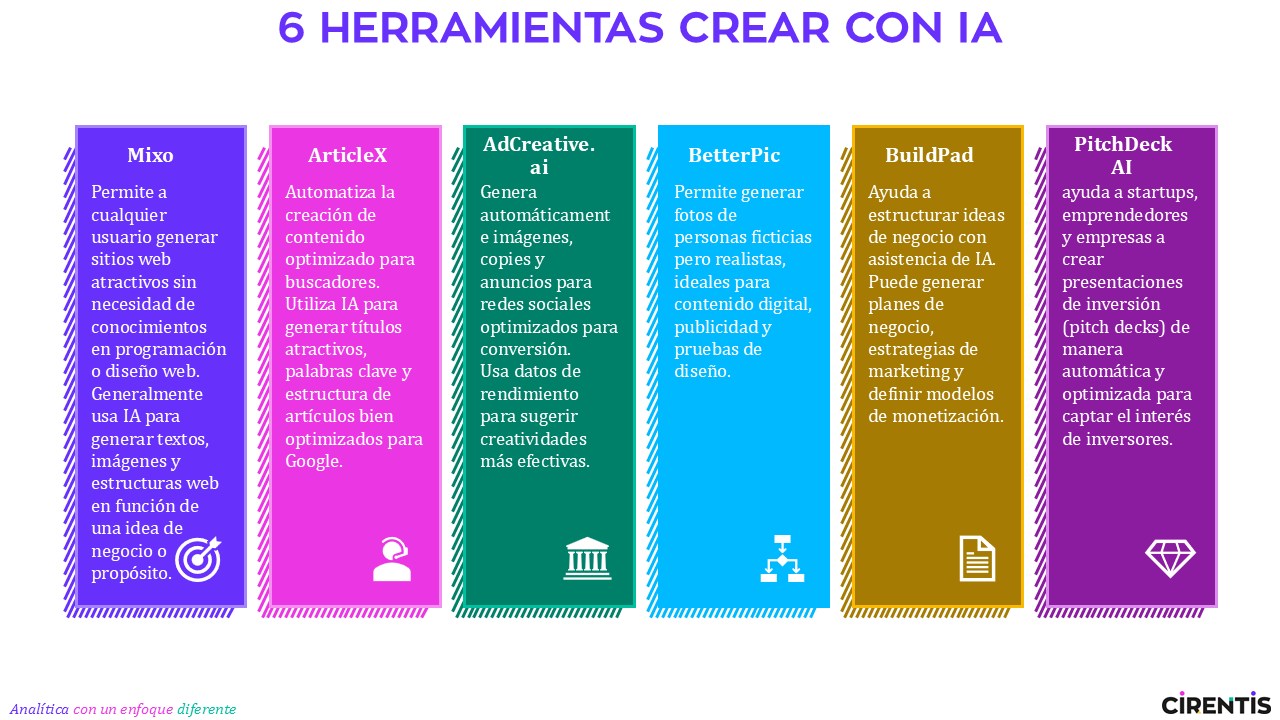 6 HERRAMIENTAS CREAR CON IA
Mixo
Permite a
cualquier
usuario generar
sitios web
atractivos sin
necesidad de
conocimientos
en programación
o diseño web.
Generalmente
usa IA para
generar textos,
imágenes y
estructuras web
en función de
una idea de
negocio o
propósito.
ArticleX
Automatiza la
creación de
contenido
optimizado para
buscadores.
Utiliza IA para
generar títulos
atractivos,
palabras clave y
estructura de
artículos bien
optimizados para
Google.
AdCreative.
ai
Genera
automáticament
e imágenes,
copies y
anuncios para
redes sociales
optimizados para
conversión.
Usa datos de
rendimiento
para sugerir
creatividades
más efectivas.
BetterPic
Permite generar
fotos de
personas ficticias
pero realistas,
ideales para
contenido digital,
publicidad y
pruebas de
diseño.
BuildPad
Ayuda a
estructurar ideas
de negocio con
asistencia de IA.
Puede generar
planes de
negocio,
estrategias de
marketing y
definir modelos
de monetización.
PitchDeck
AI
ayuda a startups,
emprendedores
y empresas a
crear
presentaciones
de inversión
(pitch decks) de
manera
automática y
optimizada para
captar el interés
de inversores.
Analítica con un enfoque diferente
CIRENTIS